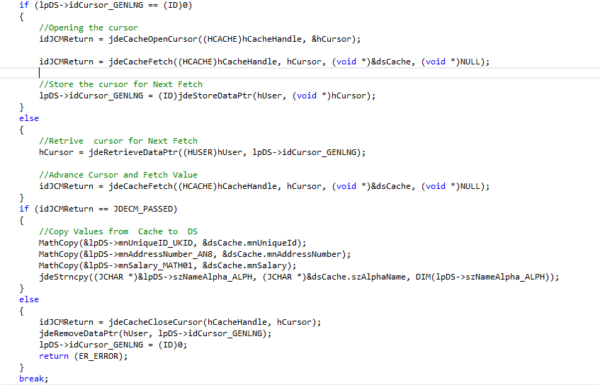 if (lpDS->idCursor_GENLNG == (ID)0)
{
//Opening the cursor
idJCMReturn = jdeCacheOpenCursor((HCACHE)hCacheHandle, &hCursor);
idJCMReturn = jdeCacheFetch((HCACHE)hCacheHandle, hCursor, (void *)&dsCache, (void *)NULL);
//Store the cursor for Next Fetch
lpDS->idCursor_GENLNG = (ID)jdeStoreDataPtr(hUser, (void *)hCursor);
}
else
{
//Retrive  cursor for Next Fetch
hCursor = jdeRetrieveDataPtr((HUSER)hUser, lpDS->idCursor_GENLNG);
//Advance Cursor and Fetch Value
idJCMReturn = jdeCacheFetch((HCACHE)hCacheHandle, hCursor, (void *)&dsCache, (void *)NULL);
}
if (idJCMReturn == JDECM_PASSED)
{
//Copy Values from  Cache to  DS
MathCopy(&lpDS->mnUniqueID_UKID, &dsCache.mnUniqueId);
MathCopy(&lpDS->mnAddressNumber_AN8, &dsCache.mnAddressNumber);
MathCopy(&lpDS->mnSalary_MATH01, &dsCache.mnSalary);
jdeStrncpy((JCHAR *)&lpDS->szNameAlpha_ALPH, (JCHAR *)&dsCache.szAlphaName, DIM(lpDS->szNameAlpha_ALPH));
}
else
{
idJCMReturn = jdeCacheCloseCursor(hCacheHandle, hCursor);
jdeRemoveDataPtr(hUser, lpDS->idCursor_GENLNG);
lpDS->idCursor_GENLNG = (ID)0;
return (ER_ERROR);
}
break;